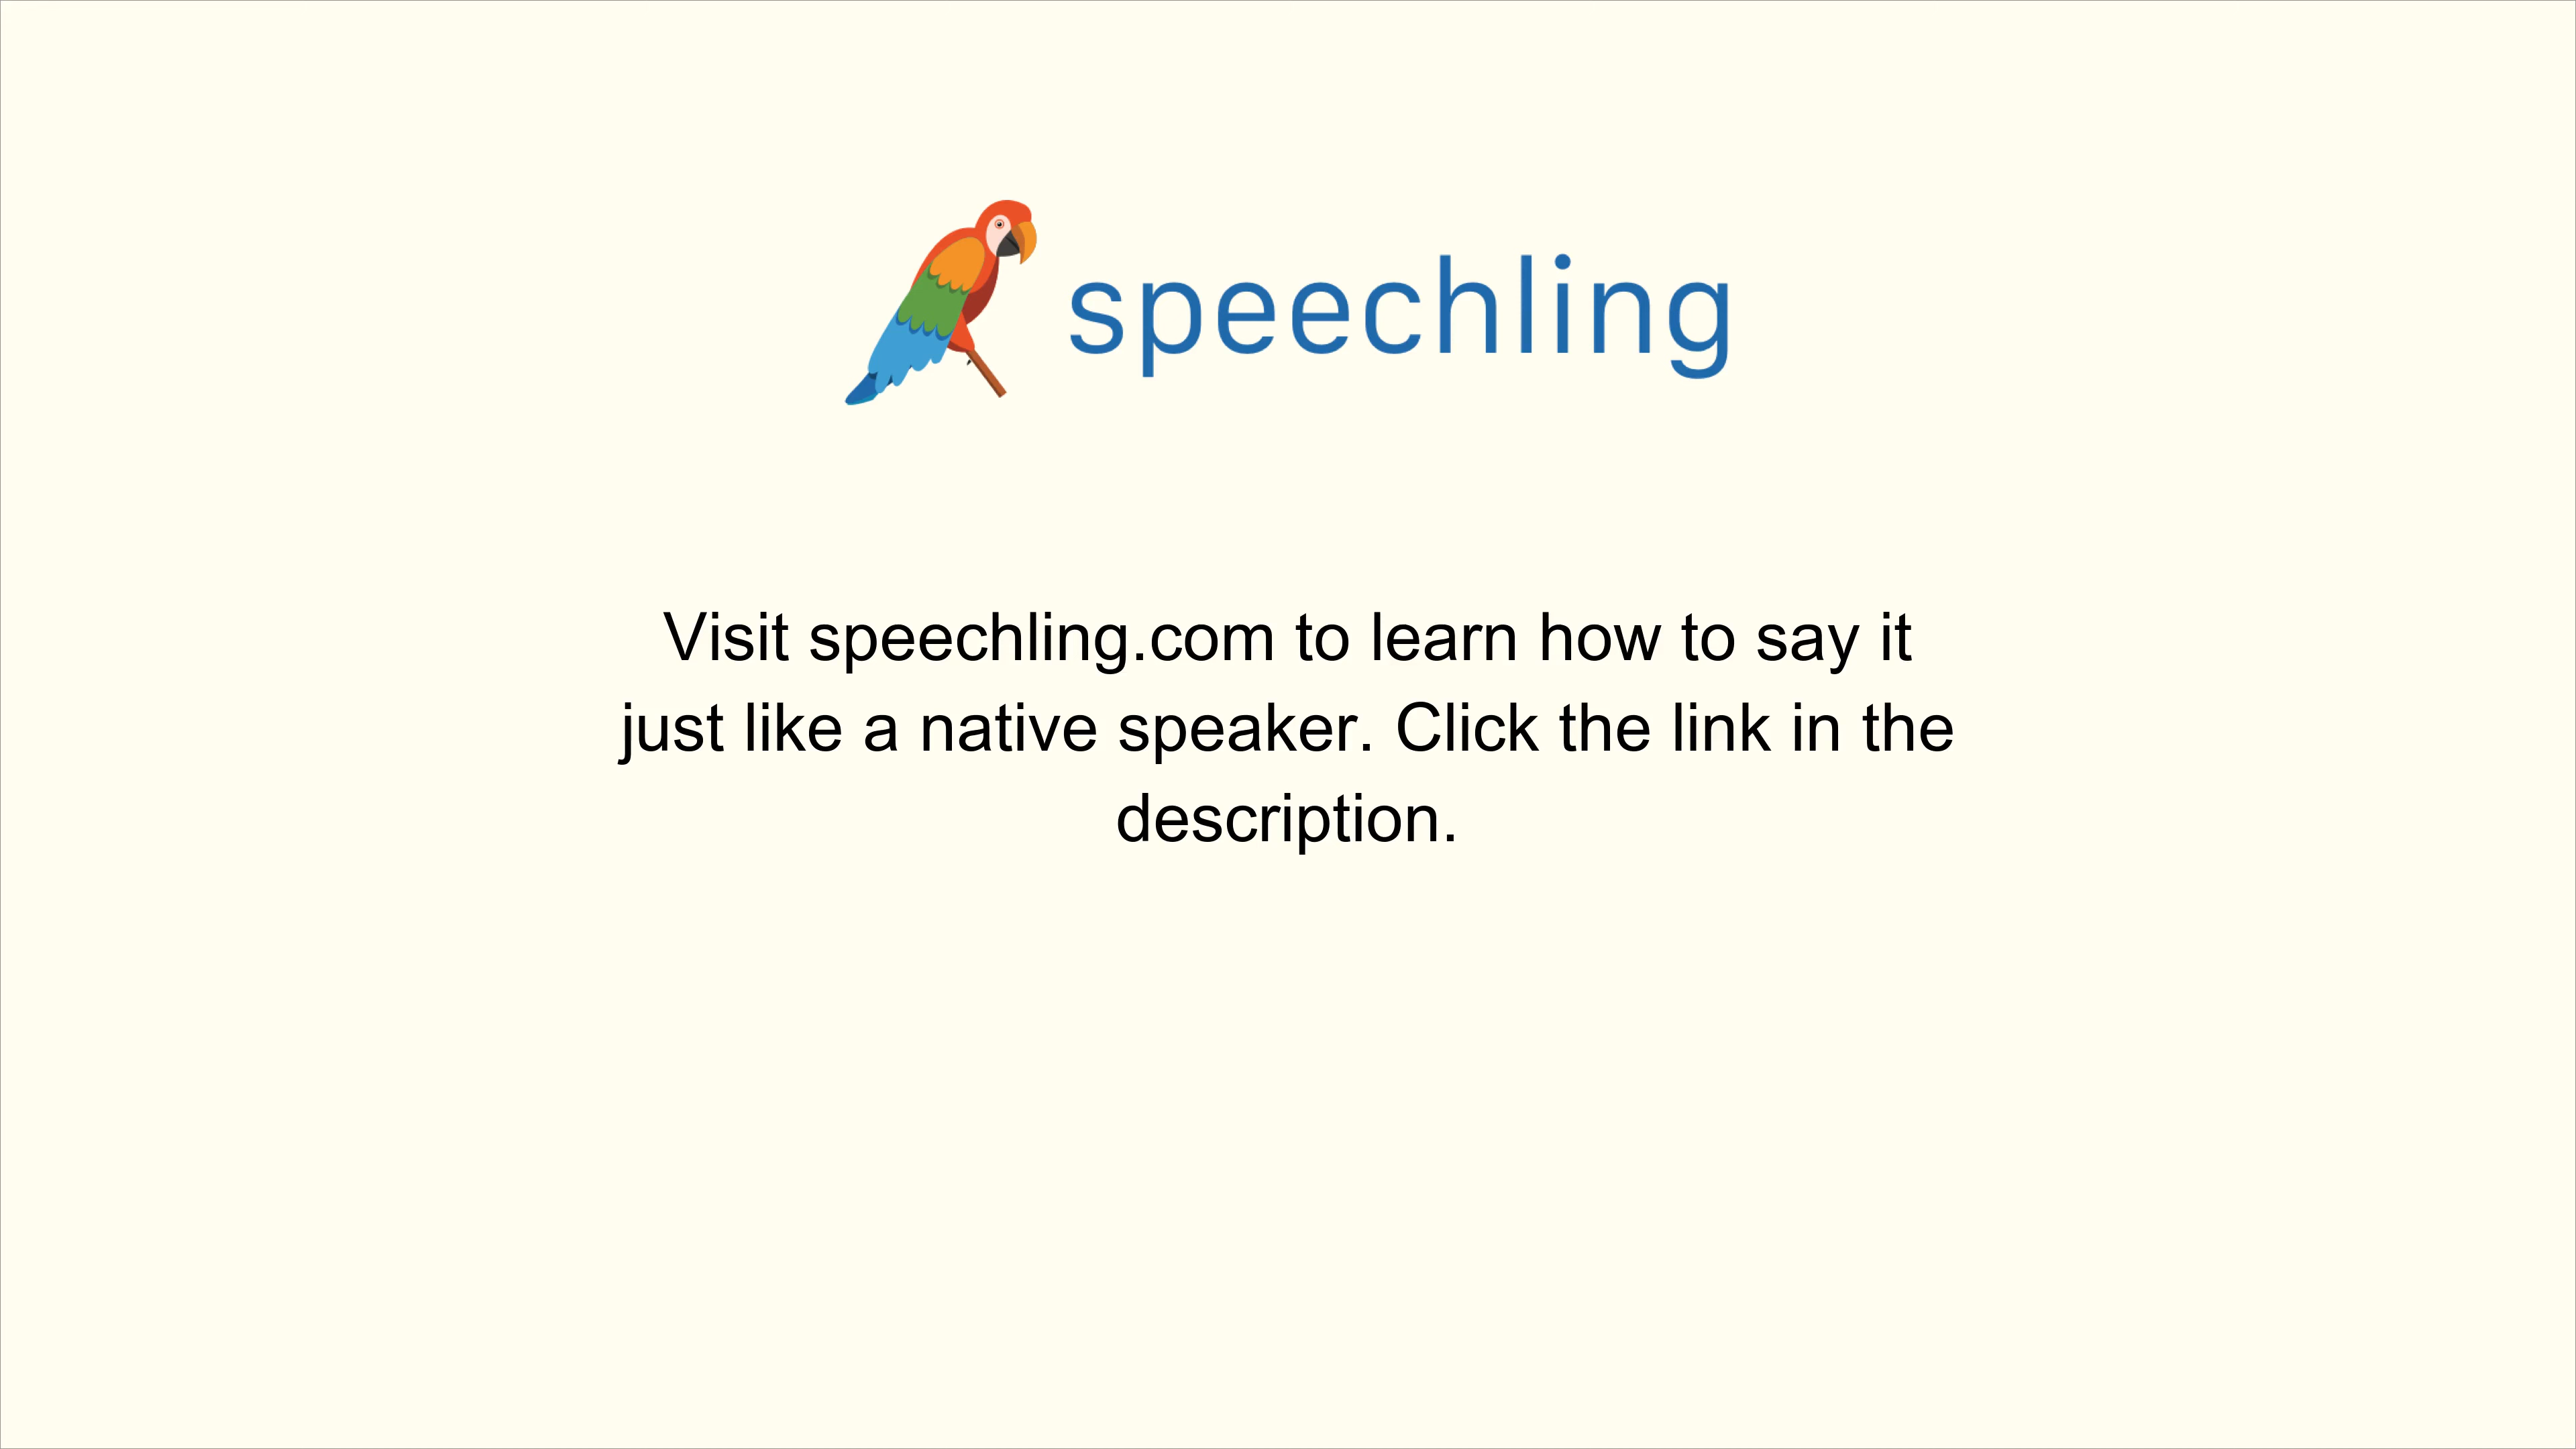 speechling
Visit speechling.com to learn how to say it
just like a native speaker. Click the link in the
description.